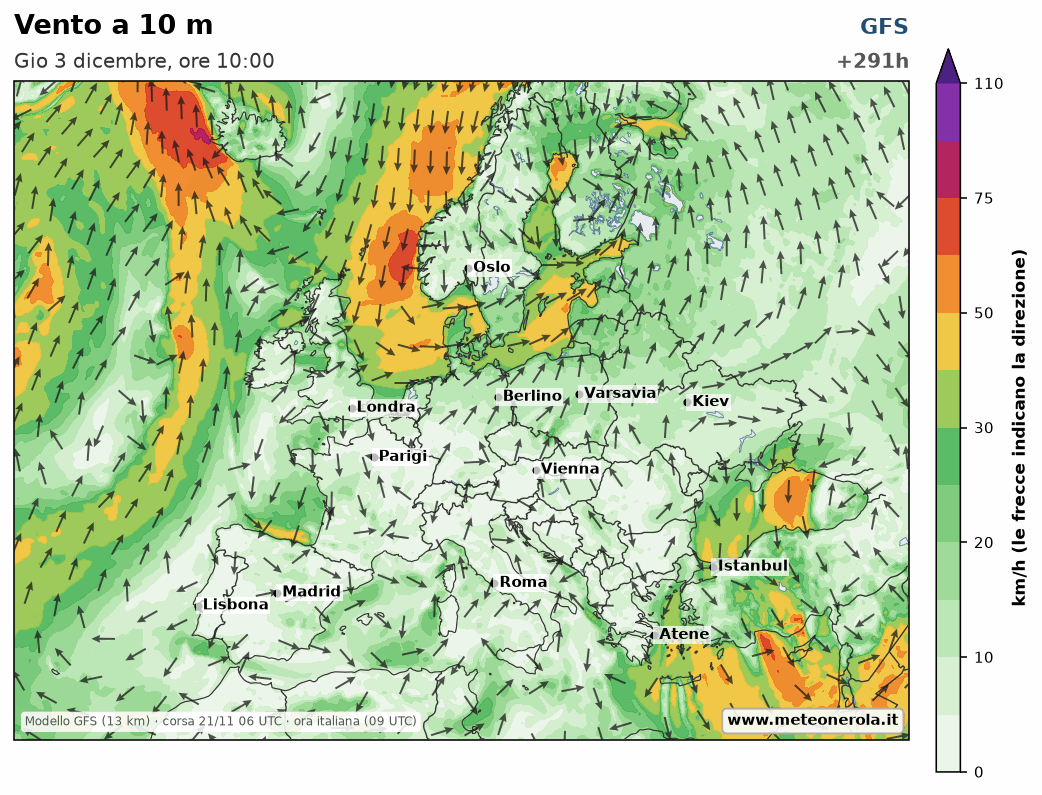 Vento a 10 m
GFS
Gio 3 dicembre, ore 10:00
+291h
110
75
50
30
20
10
0
km/h (le frecce indicano la direzione)
Oslo
Londra
Berlino
Varsavia
Kiev
Parigi
Vienna
Istanbul
Roma
Madrid
Lisbona
Atene
Modello GFS (13 km) · corsa 21/11 06 UTC · ora italiana (09 UTC)
www.meteonerola.it